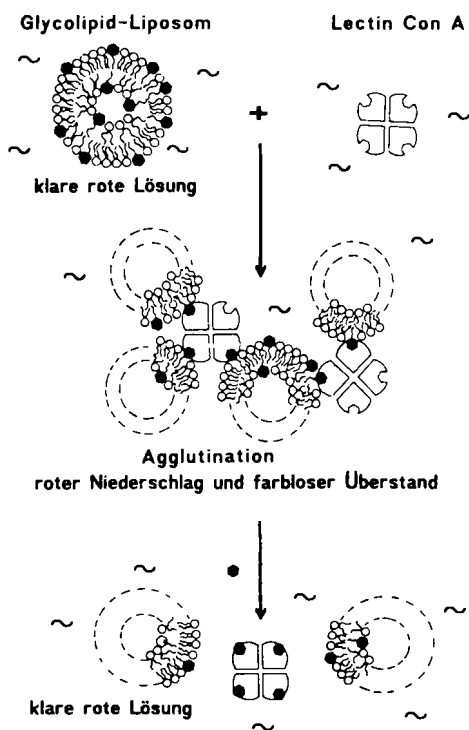 Glycolipid-Liposom
Lectin Con A
+
klare rote Lösung
Agglutination
roter Niederschlag und farbloser Überstand
klare rote Lösung